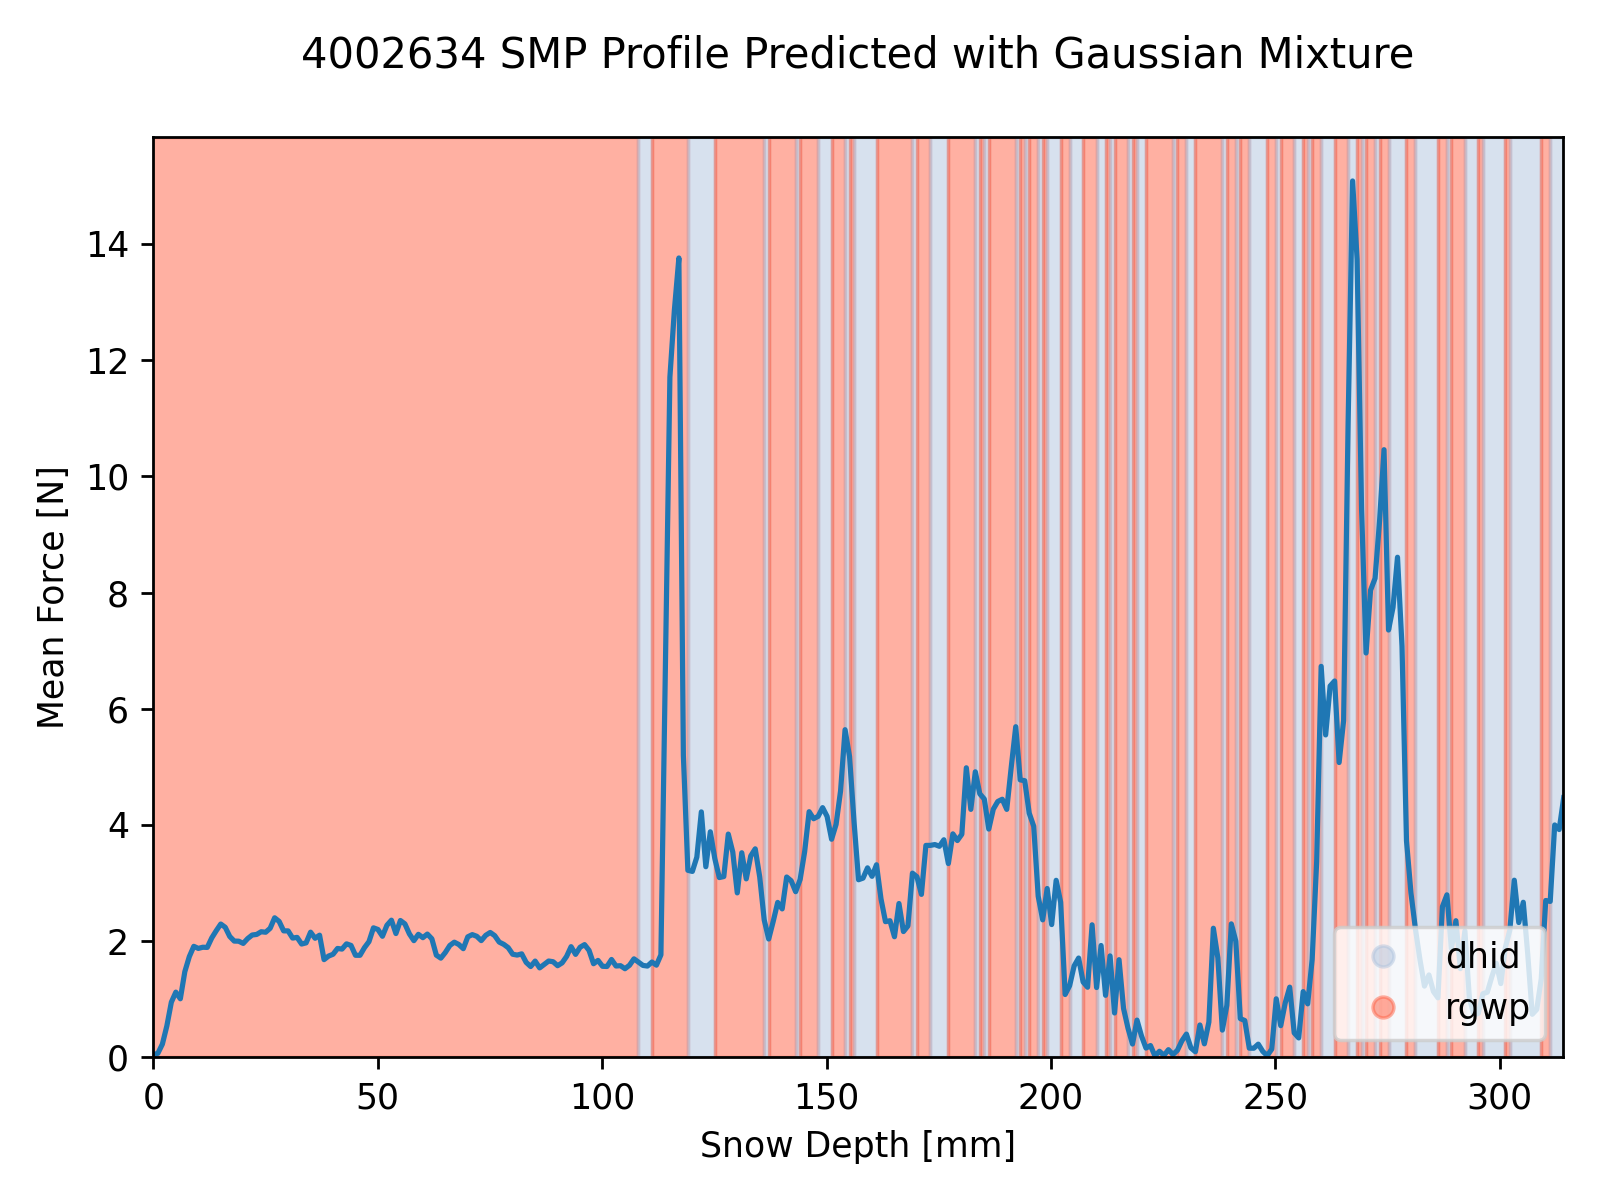 4002634 SMP Profile Predicted with Gaussian Mixture
14
12
10
8
6
4
2
0
Mean Force [N]
dhid
rgwp
0 50 100 150 200 250 300
Snow Depth [mm]